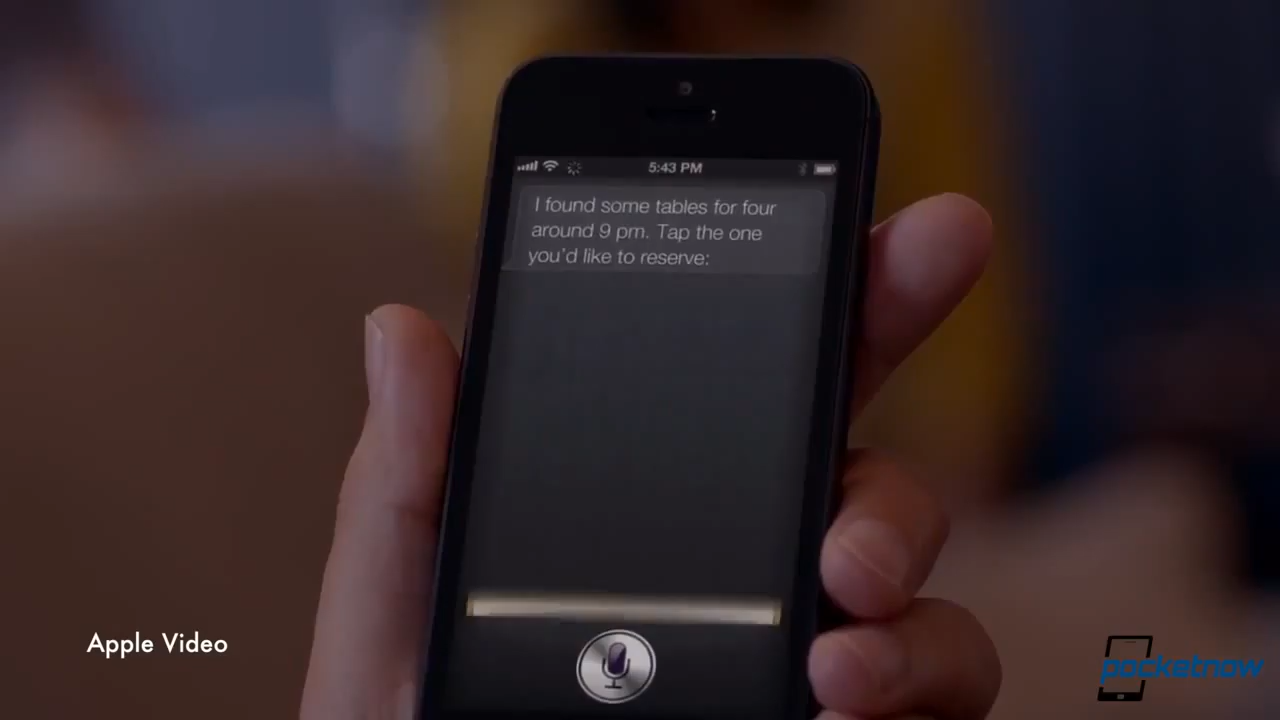 5:43 PM
I found some tables for four
around 9 pm. Tap the one
you'd like to reserve:
Apple Video
pocketnow